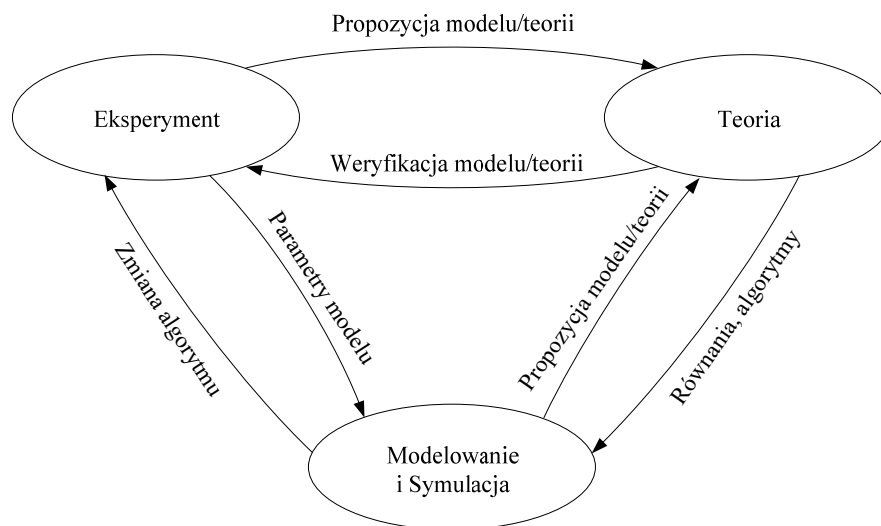 Propozycja modelu/teorii
Eksperyment
Teoria
Weryfikacja modelu/teorii
Zmiana algorytmu
Parametry modelu
Propozycja modelu/teorii
Równania, algorytmy
Modelowanie
i Symulacja